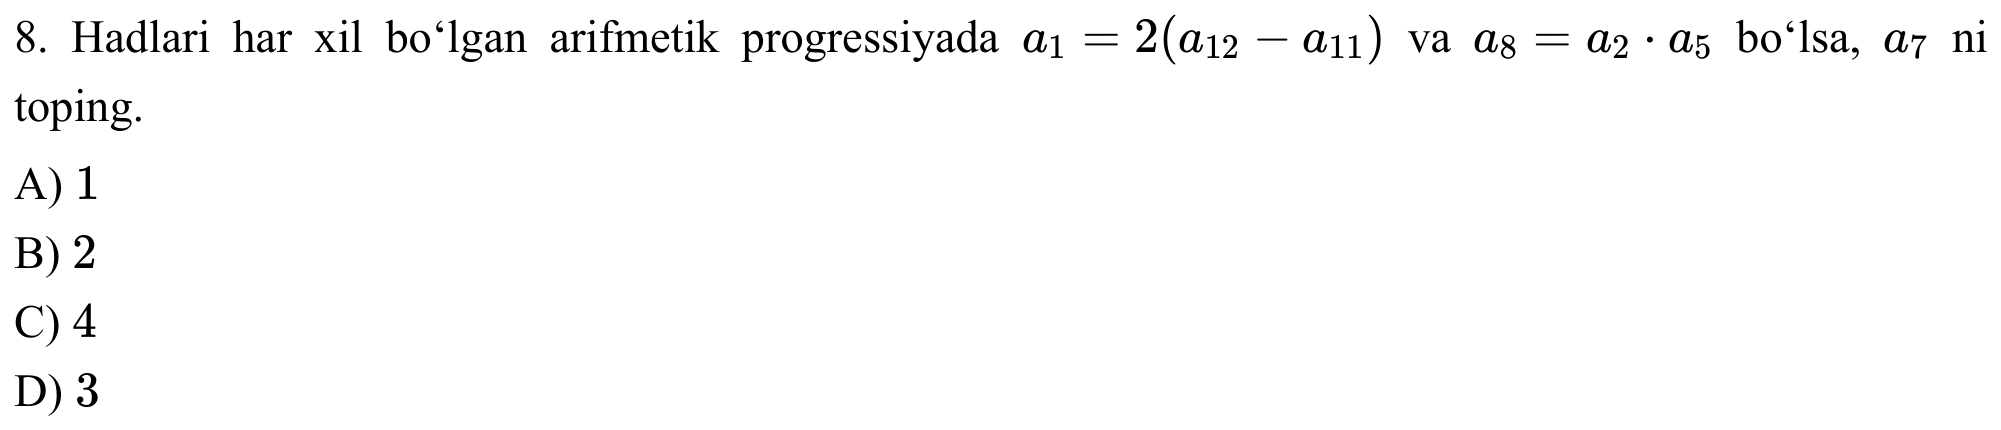 8. Hadlari har xil bo‘lgan arifmetik progressiyada a₁ = 2(a₁₂ − a₁₁) va a₈ = a₂ · a₅ bo‘lsa, a₇ ni
toping.
A) 1
B) 2
C) 4
D) 3